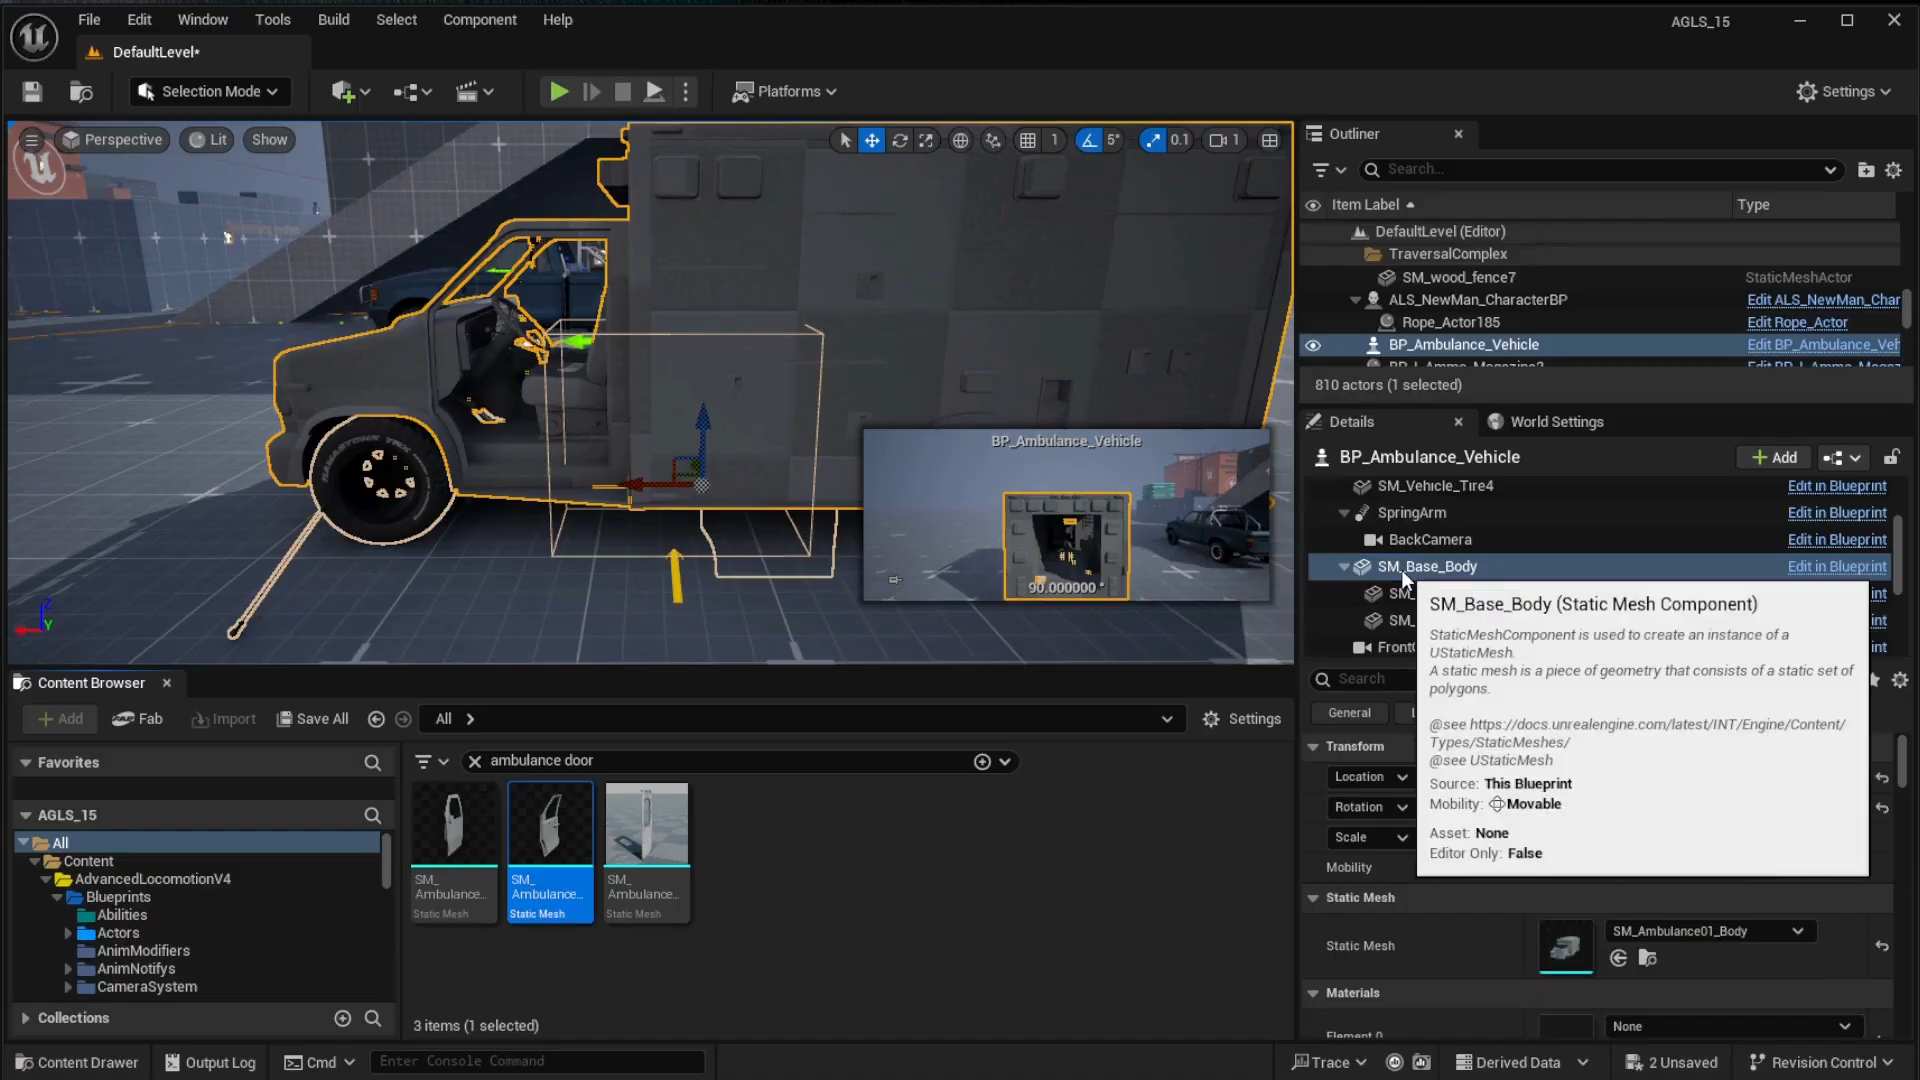 File Edit Window Tools Build Select Component Help
AGLS_15
DefaultLevel*
Selection Mode
Platforms
Settings
Perspective
Lit
Show
1
5°
0.1
1
BP_Ambulance_Vehicle
90.000000 °
Outliner
Search...
Item Label
Type
DefaultLevel (Editor)
TraversalComplex
SM_wood_fence7 StaticMeshActor
ALS_NewMan_CharacterBP Edit ALS_NewMan_Char
Rope_Actor185 Edit Rope_Actor
BP_Ambulance_Vehicle Edit BP_Ambulance_Veh
810 actors (1 selected)
Details
World Settings
BP_Ambulance_Vehicle
Add
SM_Vehicle_Tire4 Edit in Blueprint
SpringArm Edit in Blueprint
BackCamera Edit in Blueprint
SM_Base_Body Edit in Blueprint
SM_
SM_
Search
General
Transform
Location
Rotation
Scale
Mobility
Static Mesh
Static Mesh
SM_Ambulance01_Body
Materials
Element 0
None
SM_Base_Body (Static Mesh Component)
StaticMeshComponent is used to create an instance of a
UStaticMesh.
A static mesh is a piece of geometry that consists of a static set of
polygons.
@see https://docs.unrealengine.com/latest/INT/Engine/Content/
Types/StaticMeshes/
@see UStaticMesh
Source: This Blueprint
Mobility: Movable
Asset: None
Editor Only: False
Content Browser
Add
Fab
Import
Save All
All
Settings
Favorites
AGLS_15
All
Content
AdvancedLocomotionV4
Blueprints
Abilities
Actors
AnimModifiers
AnimNotifys
CameraSystem
Collections
ambulance door
SM_
Ambulance...
Static Mesh
SM_
Ambulance...
Static Mesh
SM_
Ambulance...
Static Mesh
3 items (1 selected)
Content Drawer
Output Log
Cmd
Enter Console Command
Trace
Derived Data
2 Unsaved
Revision Control